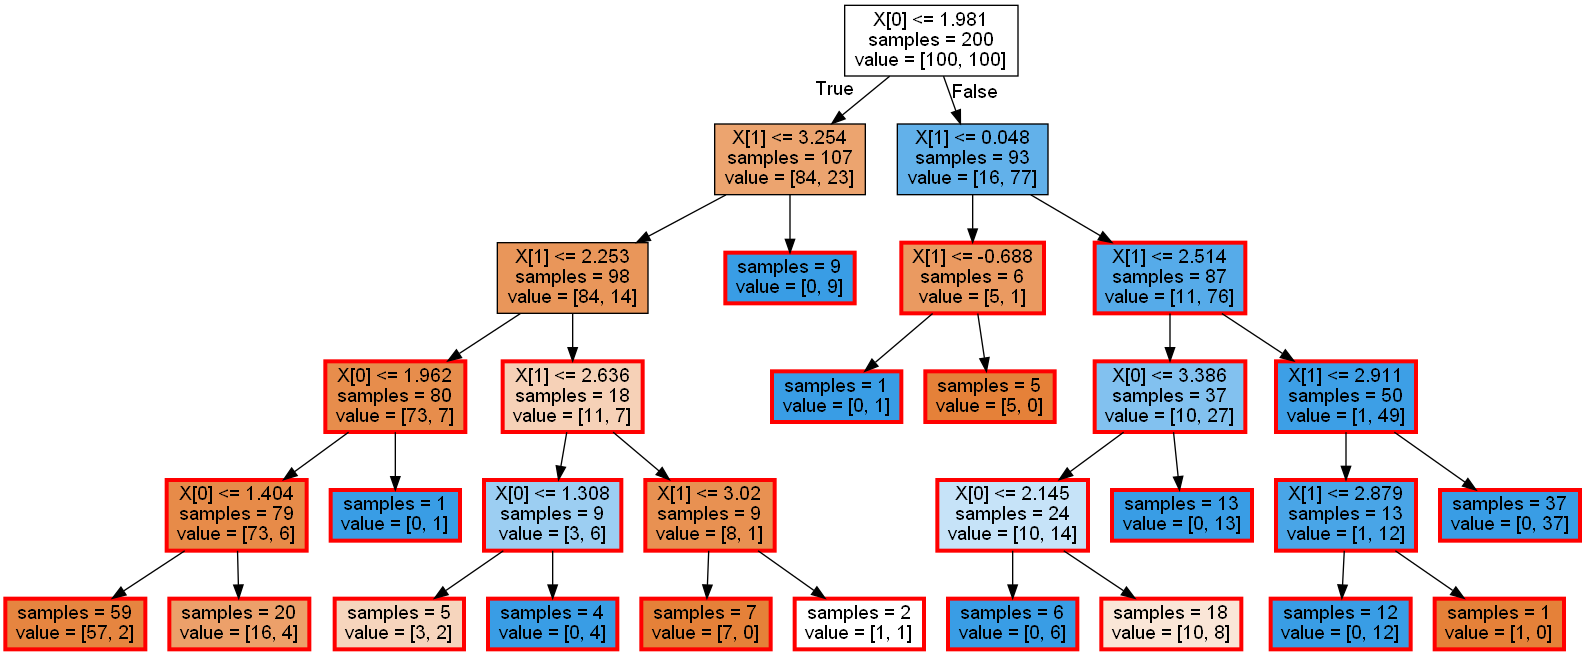 X[0] <= 1.981
samples = 200
value = [100, 100]
True
False
X[1] <= 3.254
samples = 107
value = [84, 23]
X[1] <= 0.048
samples = 93
value = [16, 77]
X[1] <= 2.253
samples = 98
value = [84, 14]
samples = 9
value = [0, 9]
X[1] <= -0.688
samples = 6
value = [5, 1]
X[1] <= 2.514
samples = 87
value = [11, 76]
X[0] <= 1.962
samples = 80
value = [73, 7]
X[1] <= 2.636
samples = 18
value = [11, 7]
samples = 1
value = [0, 1]
samples = 5
value = [5, 0]
X[0] <= 3.386
samples = 37
value = [10, 27]
X[1] <= 2.911
samples = 50
value = [1, 49]
X[0] <= 1.404
samples = 79
value = [73, 6]
samples = 1
value = [0, 1]
X[0] <= 1.308
samples = 9
value = [3, 6]
X[1] <= 3.02
samples = 9
value = [8, 1]
X[0] <= 2.145
samples = 24
value = [10, 14]
samples = 13
value = [0, 13]
X[1] <= 2.879
samples = 13
value = [1, 12]
samples = 37
value = [0, 37]
samples = 59
value = [57, 2]
samples = 20
value = [16, 4]
samples = 5
value = [3, 2]
samples = 4
value = [0, 4]
samples = 7
value = [7, 0]
samples = 2
value = [1, 1]
samples = 6
value = [0, 6]
samples = 18
value = [10, 8]
samples = 12
value = [0, 12]
samples = 1
value = [1, 0]